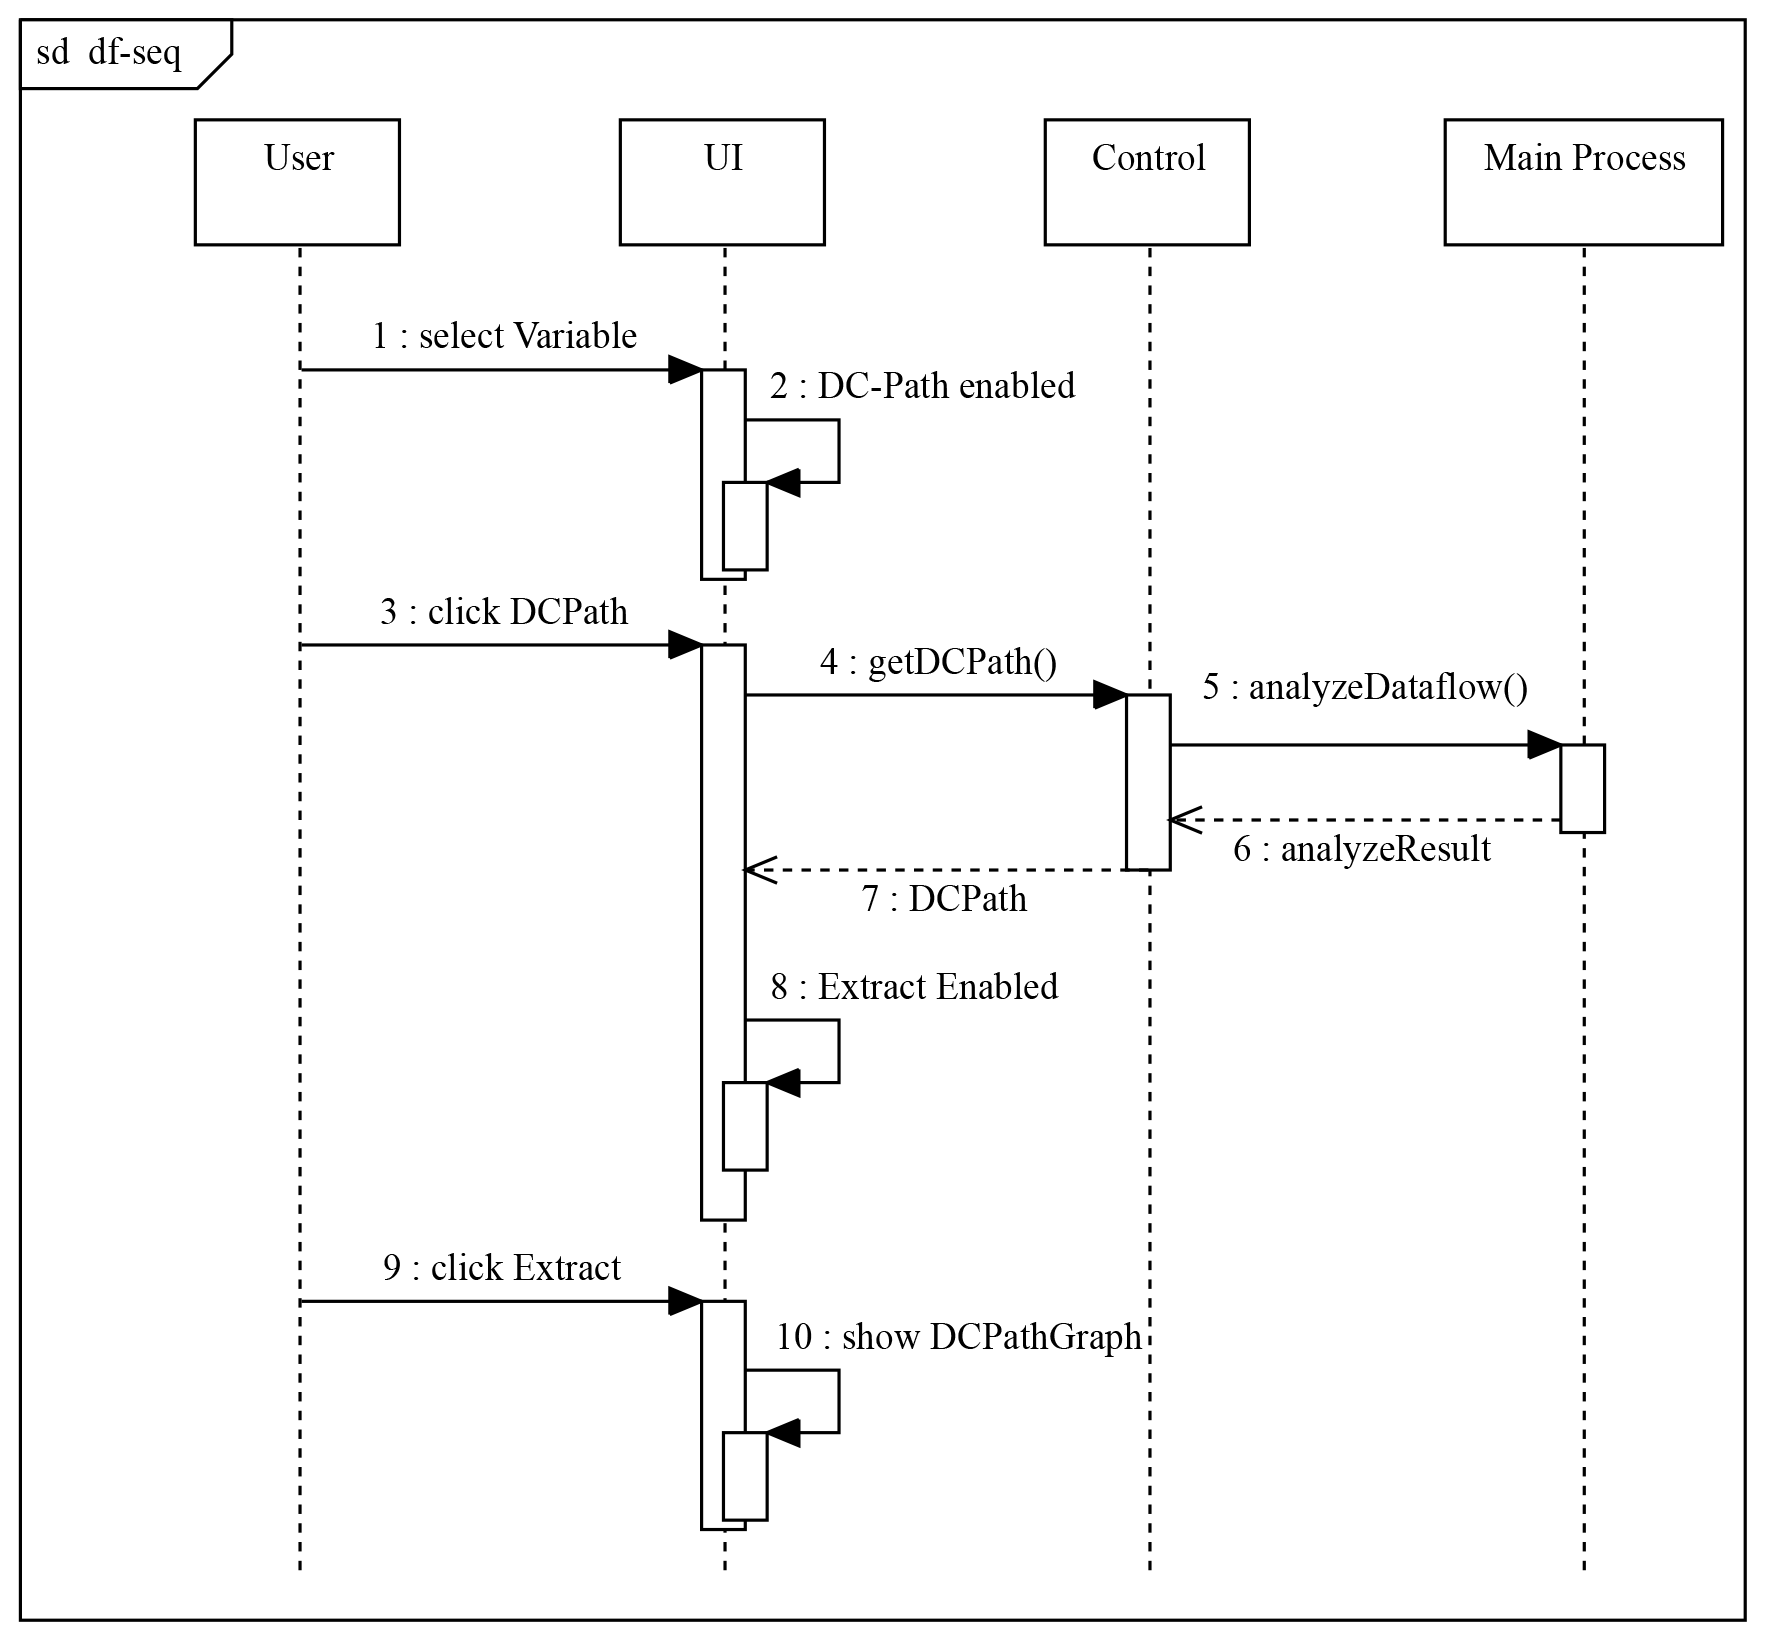 sd df-seq
User
UI
Control
Main Process
1 : select Variable
2 : DC-Path enabled
3 : click DCPath
4 : getDCPath()
5 : analyzeDataflow()
6 : analyzeResult
7 : DCPath
8 : Extract Enabled
9 : click Extract
10 : show DCPathGraph